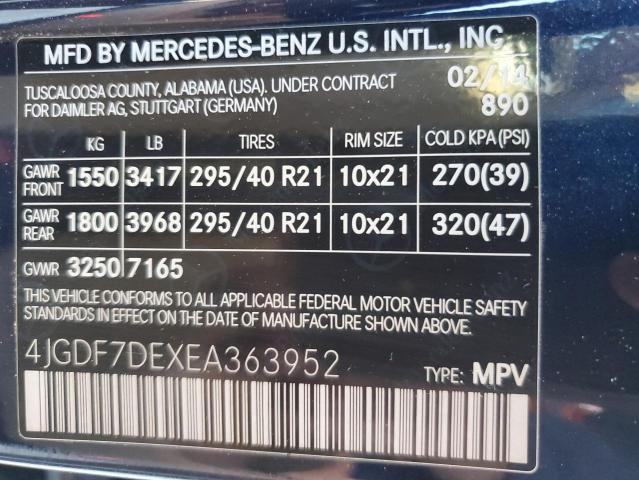 MFD BY MERCEDES-BENZ U.S. INTL., INC.
TUSCALOOSA COUNTY, ALABAMA (USA). UNDER CONTRACT 02/14
FOR DAIMLER AG, STUTTGART (GERMANY) 890
KG LB TIRES RIM SIZE COLD KPA (PSI)
GAWR FRONT 1550 3417 295/40 R21 10x21 270(39)
GAWR REAR 1800 3968 295/40 R21 10x21 320(47)
GVWR 3250 7165
THIS VEHICLE CONFORMS TO ALL APPLICABLE FEDERAL MOTOR VEHICLE SAFETY
STANDARDS IN EFFECT ON THE DATE OF MANUFACTURE SHOWN ABOVE.
4JGDF7DEXEA363952 TYPE: MPV